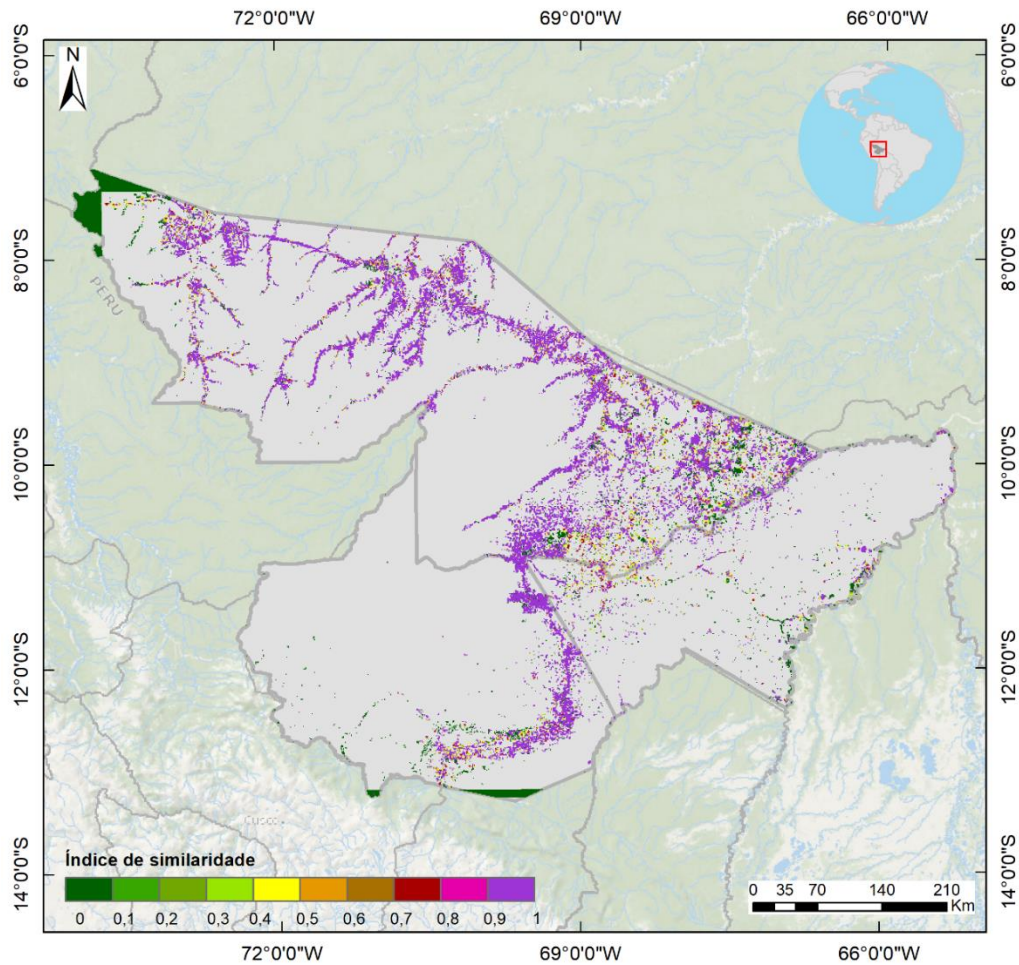 72°0'0"W 69°0'0"W 66°0'0"W
6°0'0"S 6°0'0"S
N
8°0'0"S 8°0'0"S
PERU
10°0'0"S 10°0'0"S
12°0'0"S 12°0'0"S
Cusco
Índice de similaridade
14°0'0"S 14°0'0"S
0 35 70 140 210
Km
0 0,1 0,2 0,3 0,4 0,5 0,6 0,7 0,8 0,9 1
72°0'0"W 69°0'0"W 66°0'0"W